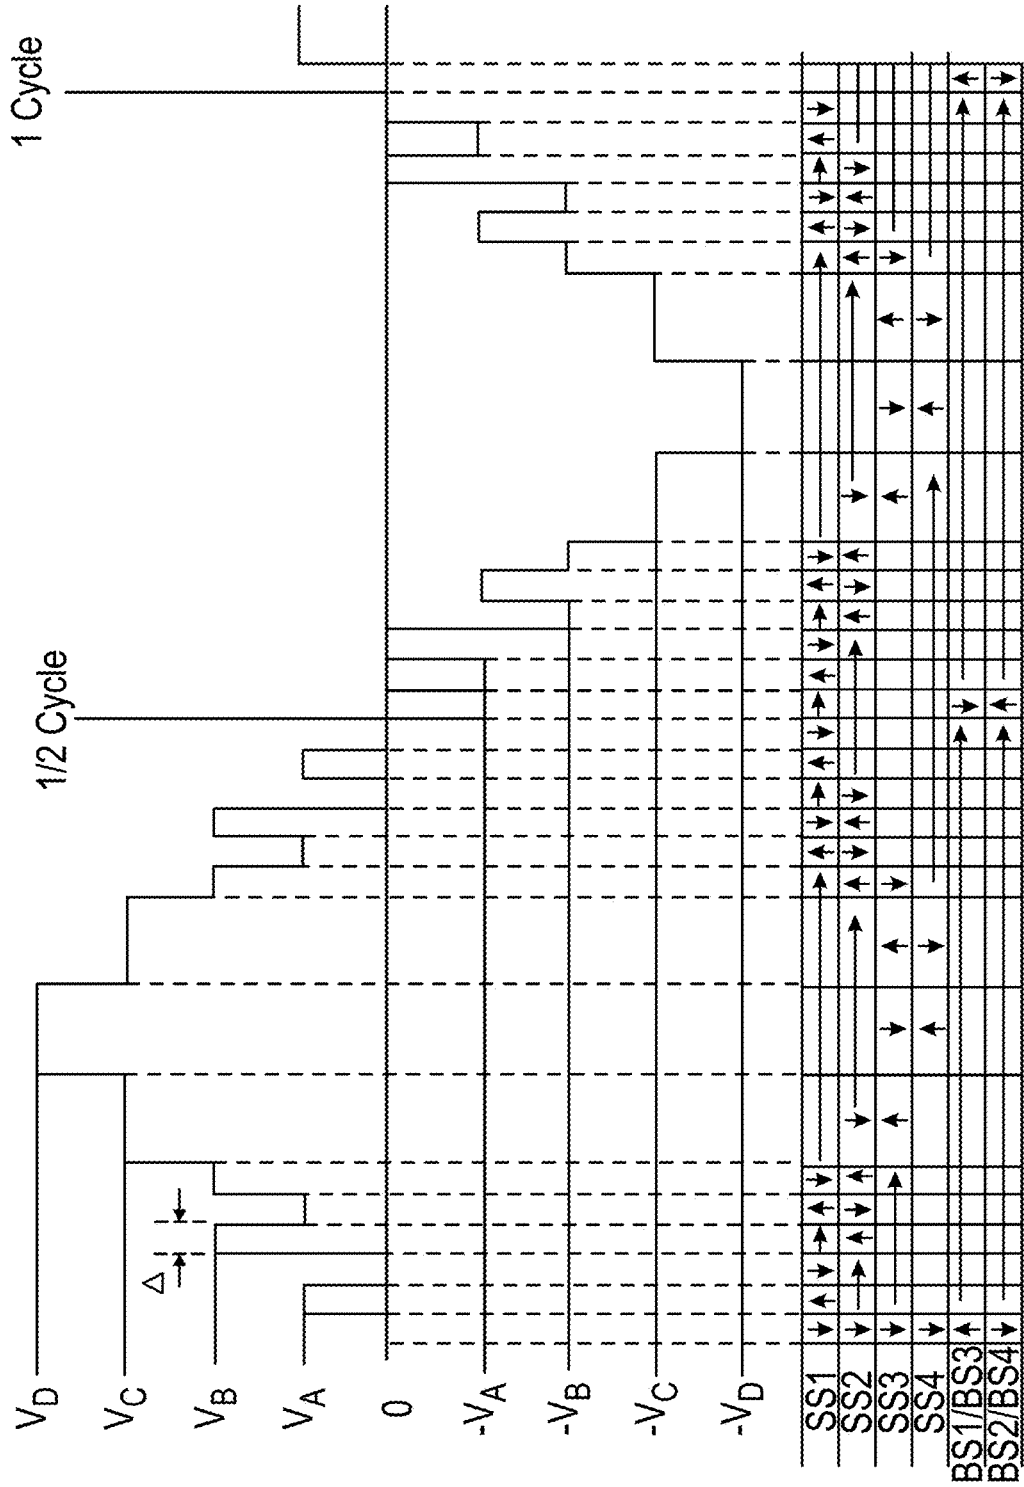 1 Cycle
1/2 Cycle
Δ
V_D
V_C
V_B
V_A
0
-V_A
-V_B
-V_C
-V_D
SS1
SS2
SS3
SS4
BS1/BS3
BS2/BS4